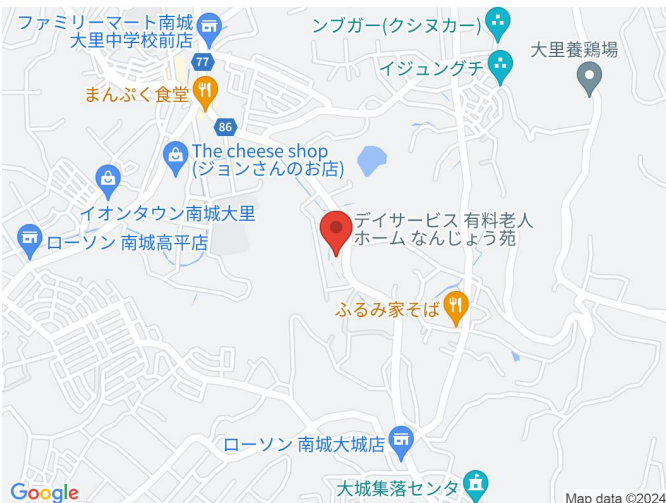 ファミリーマート南城
大里中学校前店
ンブガー(クシヌカー)
イジュングチ
大里養鶏場
77
まんぷく食堂
86
The cheese shop
(ジョンさんのお店)
イオンタウン南城大里
ローソン 南城高平店
デイサービス 有料老人
ホーム なんじょう苑
ふるみ家そば
ローソン 南城大城店
大城集落センタ
Google
Map data ©2024